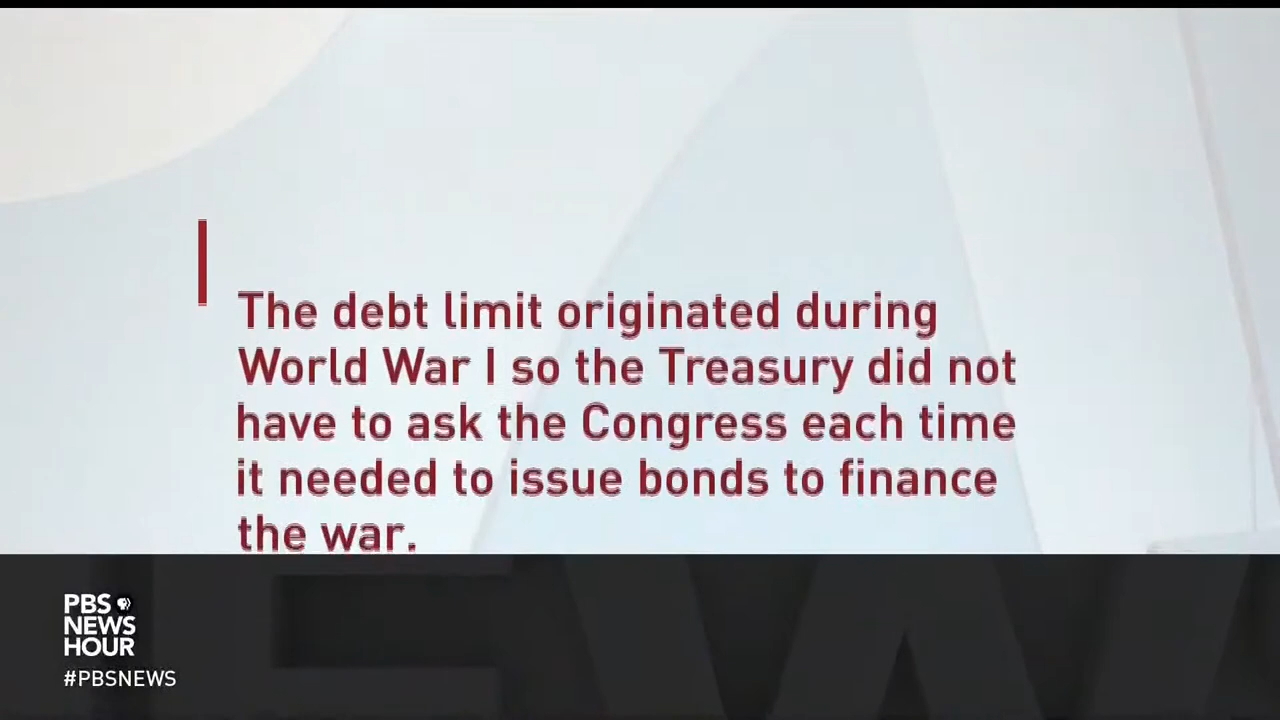 The debt limit originated during
World War I so the Treasury did not
have to ask the Congress each time
it needed to issue bonds to finance
the war.
PBS
NEWS
HOUR
#PBSNEWS